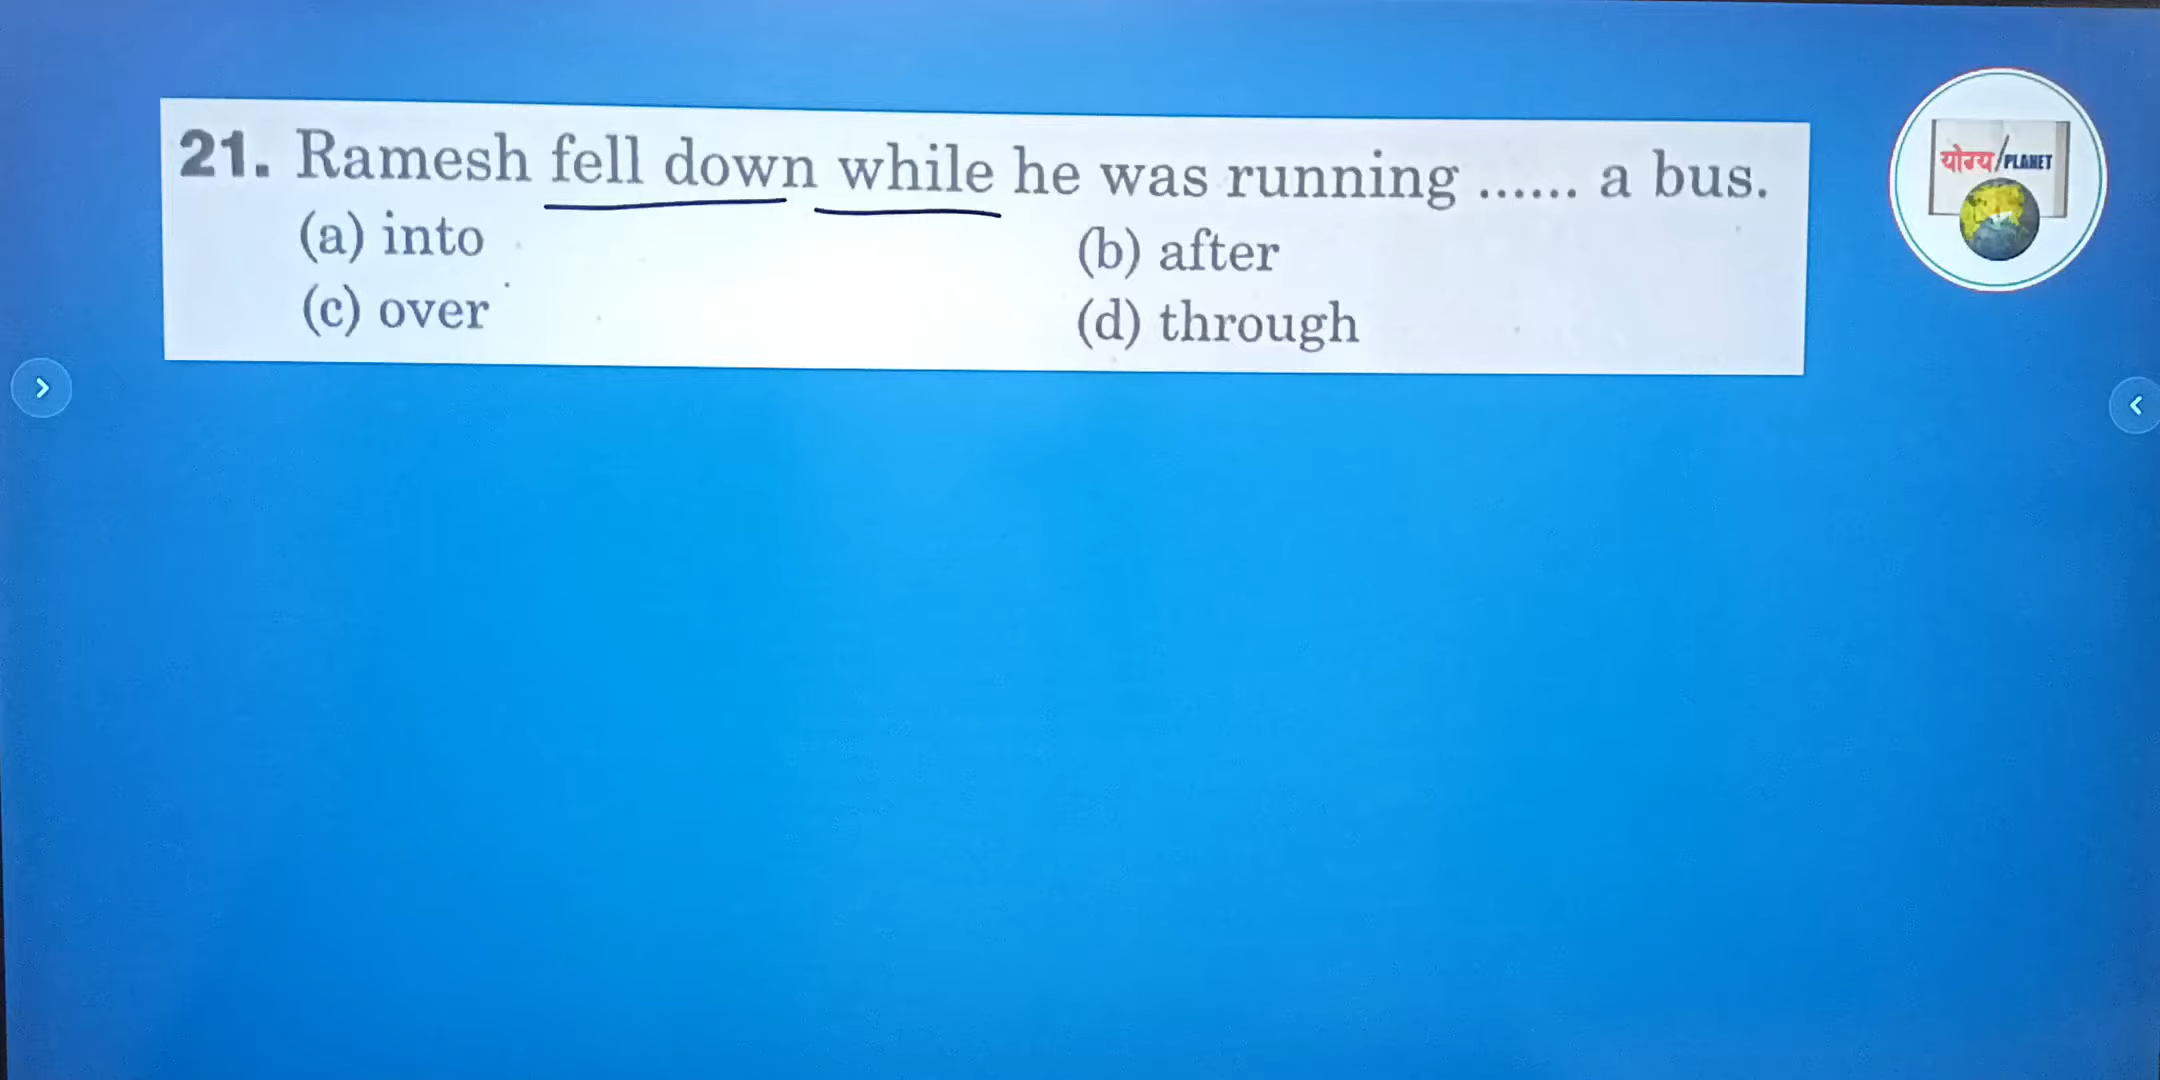 21. Ramesh fell down while he was running ...... a bus.
(a) into (b) after
(c) over (d) through
योग्य/PLANET